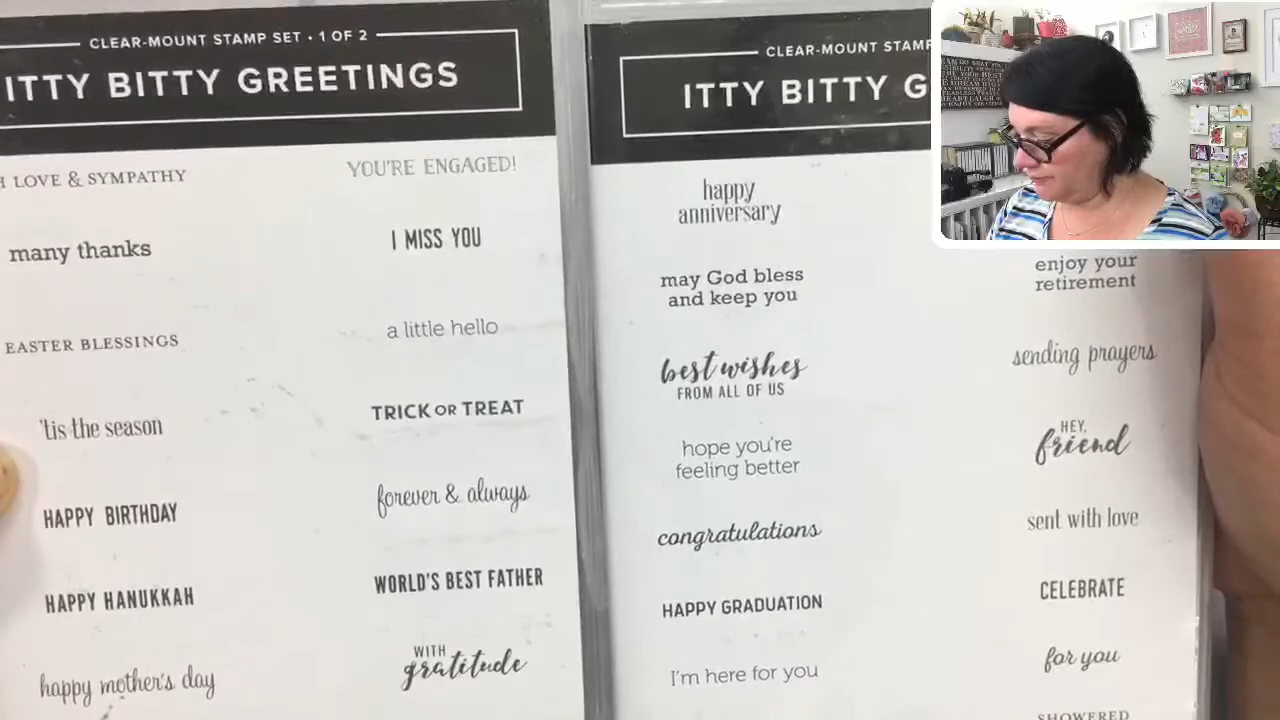 CLEAR-MOUNT STAMP SET • 1 OF 2
ITTY BITTY GREETINGS
LOVE & SYMPATHY
many thanks
EASTER BLESSINGS
'tis the season
HAPPY BIRTHDAY
HAPPY HANUKKAH
happy mother's day
YOU'RE ENGAGED!
I MISS YOU
a little hello
TRICK OR TREAT
forever & always
WORLD'S BEST FATHER
WITH
gratitude
CLEAR-MOUNT STAMP
ITTY BITTY G
happy
anniversary
may God bless
and keep you
best wishes
FROM ALL OF US
hope you're
feeling better
congratulations
HAPPY GRADUATION
I'm here for you
enjoy your
retirement
sending prayers
HEY,
friend
sent with love
CELEBRATE
for you
SHOWERED